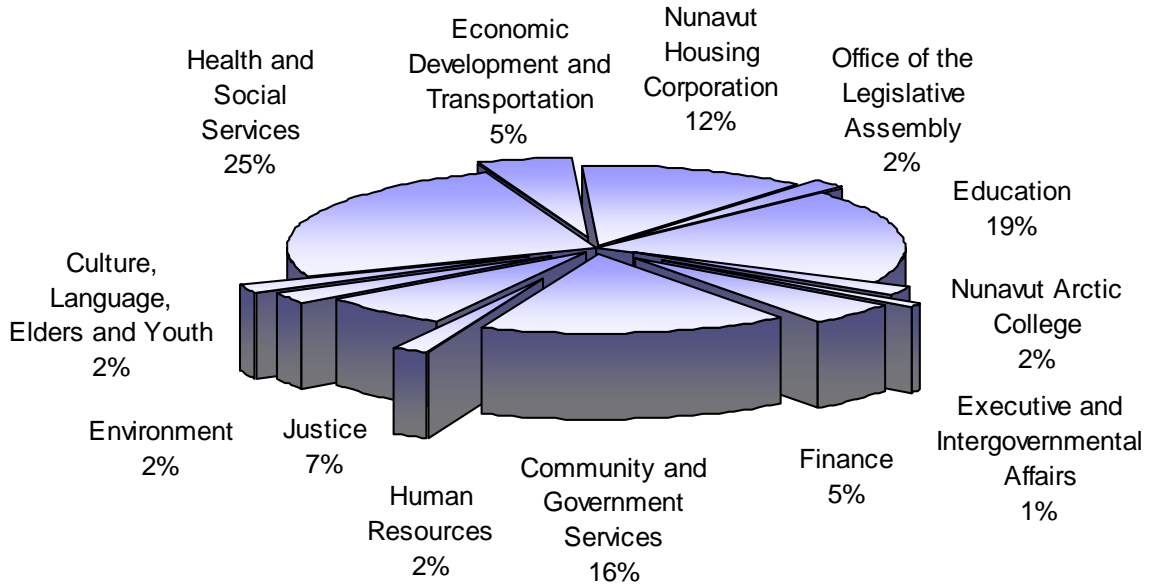 Economic
Development and
Transportation
5%
Nunavut
Housing
Corporation
12%
Office of the
Legislative
Assembly
2%
Health and
Social
Services
25%
Education
19%
Culture,
Language,
Elders and Youth
2%
Nunavut Arctic
College
2%
Environment
2%
Justice
7%
Human
Resources
2%
Community and
Government
Services
16%
Finance
5%
Executive and
Intergovernmental
Affairs
1%